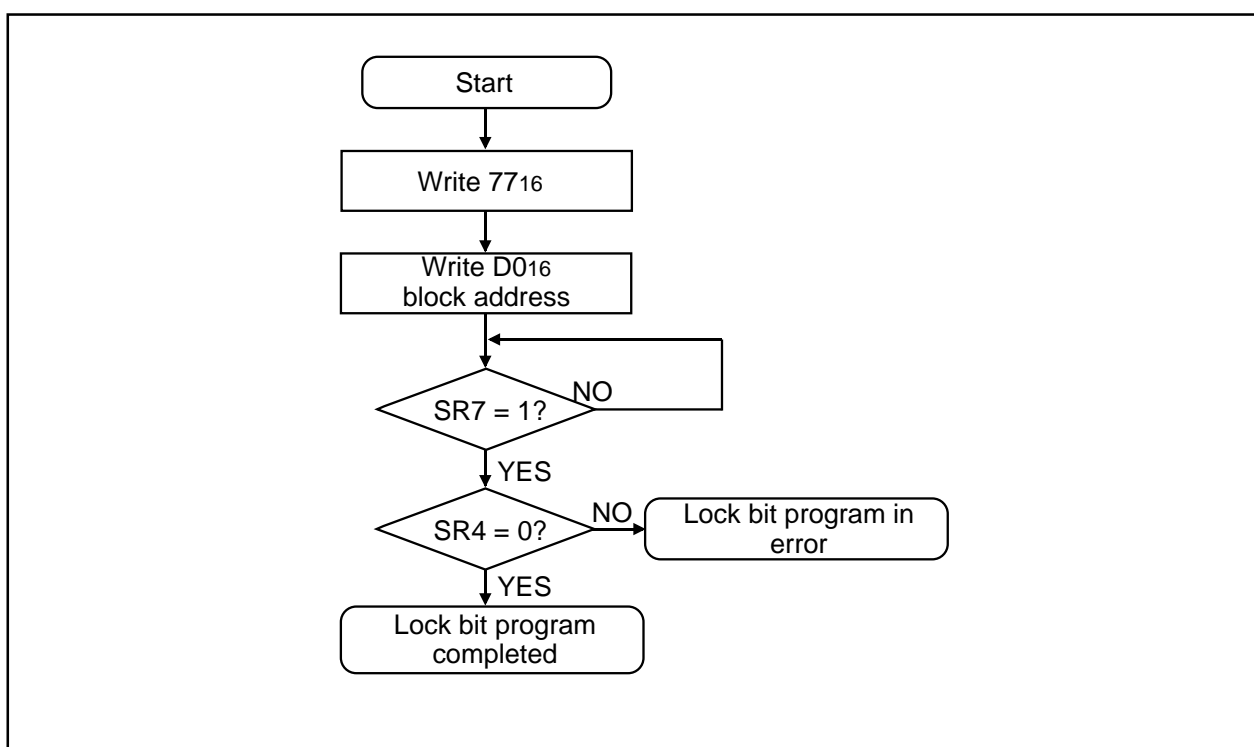 Start
Write 7716
Write D016
block address
NO
SR7 = 1?
YES
SR4 = 0?
NO
Lock bit program in
error
YES
Lock bit program
completed